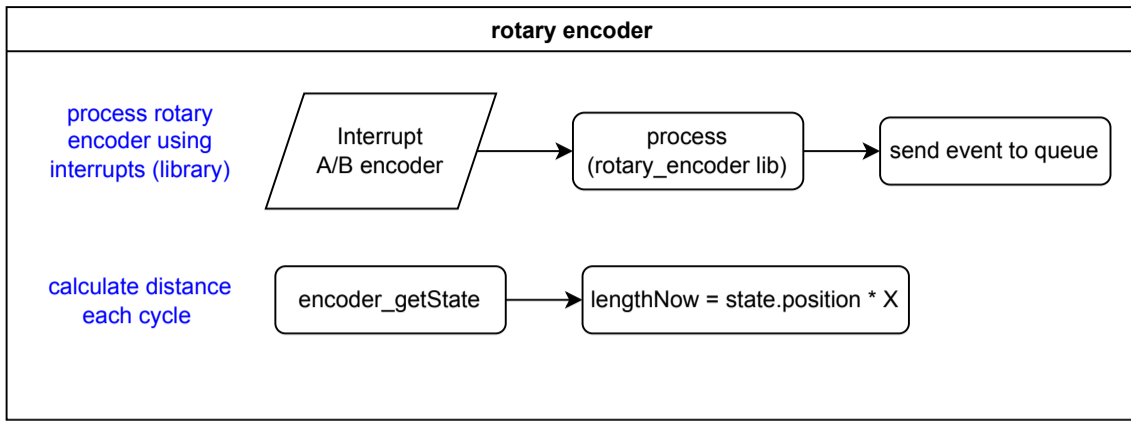 rotary encoder
process rotary
encoder using
interrupts (library)
Interrupt
A/B encoder
process
(rotary_encoder lib)
send event to queue
calculate distance
each cycle
encoder_getState
lengthNow = state.position * X